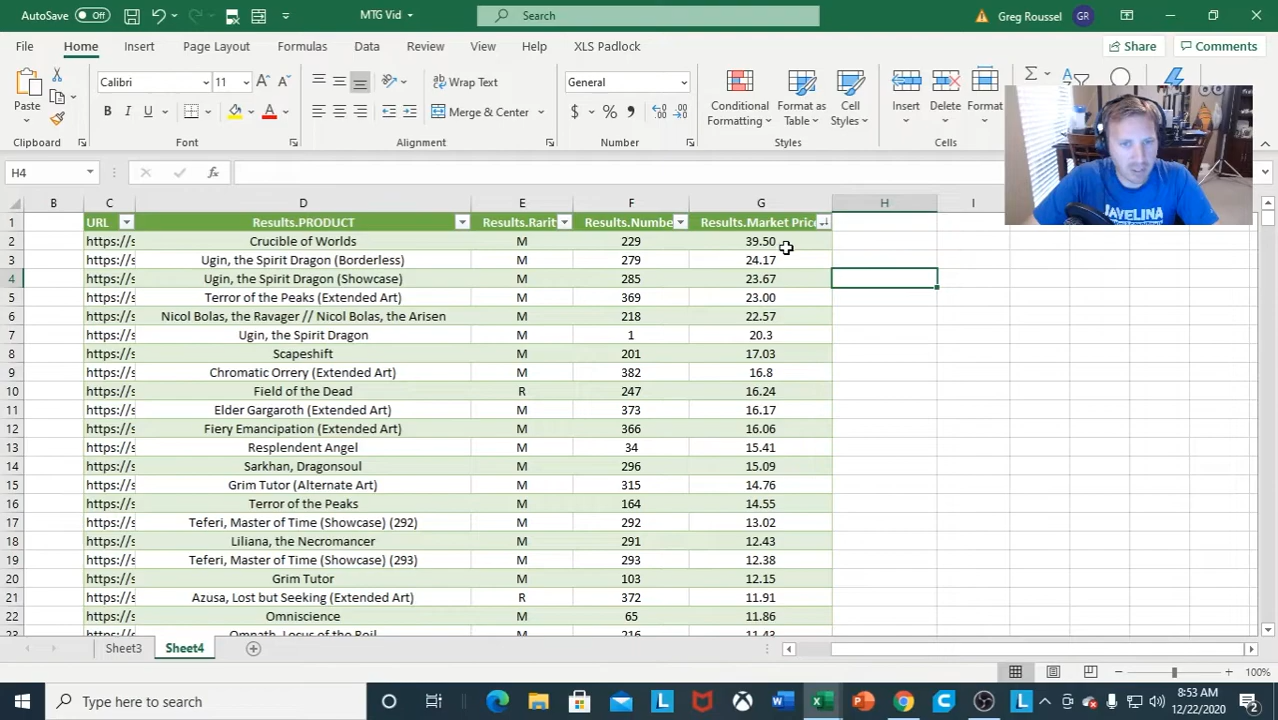 AutoSave Off MTG Vid Search Greg Roussel GR
File Home Insert Page Layout Formulas Data Review View Help XLS Padlock Share Comments
Paste Calibri 11 Wrap Text General Conditional Formatting Format as Table Cell Styles Insert Delete Format
B I U A Merge & Center $ % 9
Clipboard Font Alignment Number Styles Cells
H4 fx
B C D E F G H I
1 URL Results.PRODUCT Results.Rarit Results.Numbe Results.Market Pric
2 https://s Crucible of Worlds M 229 39.50
3 https://s Ugin, the Spirit Dragon (Borderless) M 279 24.17
4 https://s Ugin, the Spirit Dragon (Showcase) M 285 23.67
5 https://s Terror of the Peaks (Extended Art) M 369 23.00
6 https://s Nicol Bolas, the Ravager // Nicol Bolas, the Arisen M 218 22.57
7 https://s Ugin, the Spirit Dragon M 1 20.3
8 https://s Scapeshift M 201 17.03
9 https://s Chromatic Orrery (Extended Art) M 382 16.8
10 https://s Field of the Dead R 247 16.24
11 https://s Elder Gargaroth (Extended Art) M 373 16.17
12 https://s Fiery Emancipation (Extended Art) M 366 16.06
13 https://s Resplendent Angel M 34 15.41
14 https://s Sarkhan, Dragonsoul M 296 15.09
15 https://s Grim Tutor (Alternate Art) M 315 14.76
16 https://s Terror of the Peaks M 164 14.55
17 https://s Teferi, Master of Time (Showcase) (292) M 292 13.02
18 https://s Liliana, the Necromancer M 291 12.43
19 https://s Teferi, Master of Time (Showcase) (293) M 293 12.38
20 https://s Grim Tutor M 103 12.15
21 https://s Azusa, Lost but Seeking (Extended Art) R 372 11.91
22 https://s Omniscience M 65 11.86
23 https://s Omnath, Locus of the Roil M 216 11.43
Sheet3 Sheet4
100%
Type here to search 8:53 AM
12/22/2020 2
JAVELINA